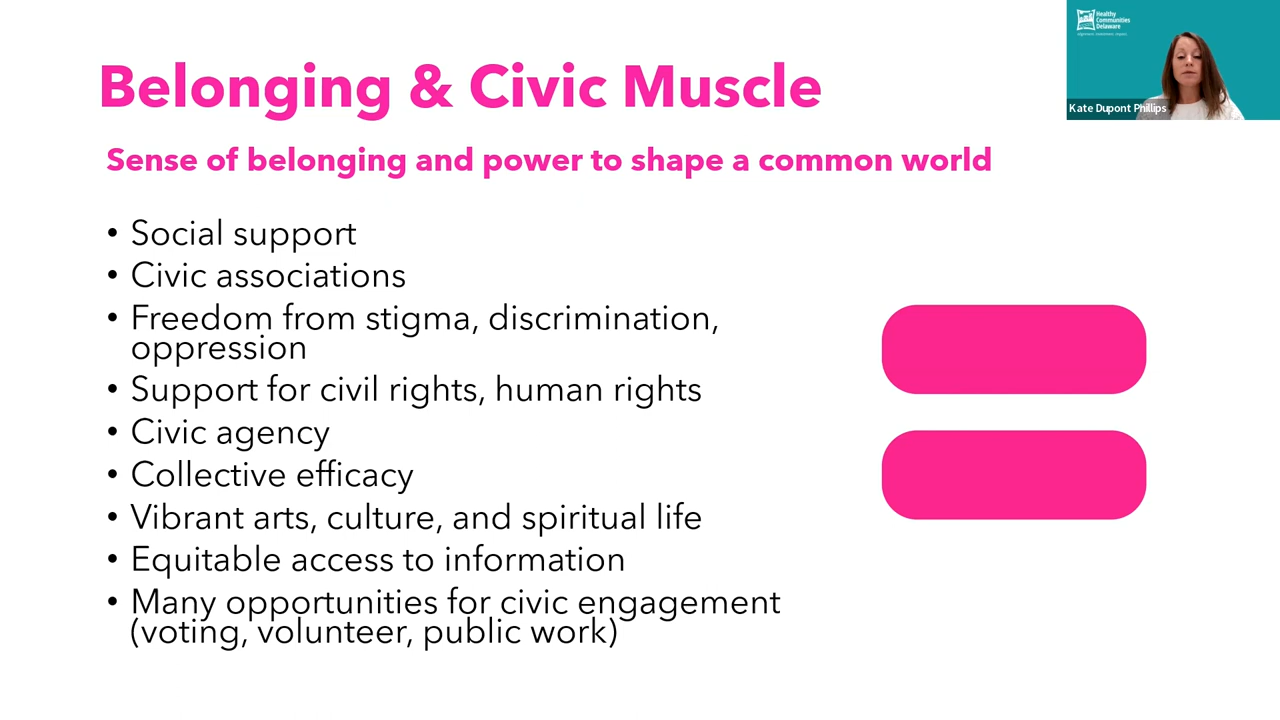 Belonging & Civic Muscle
Sense of belonging and power to shape a common world
• Social support
• Civic associations
• Freedom from stigma, discrimination,
oppression
• Support for civil rights, human rights
• Civic agency
• Collective efficacy
• Vibrant arts, culture, and spiritual life
• Equitable access to information
• Many opportunities for civic engagement
(voting, volunteer, public work)
Healthy
Communities
Delaware
Kate Dupont Phillips